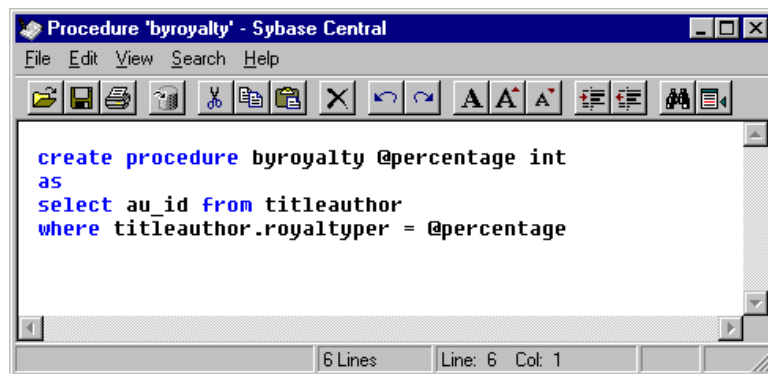 Procedure 'byroyalty' - Sybase Central
File Edit View Search Help
A A A
create procedure byroyalty @percentage int
as
select au_id from titleauthor
where titleauthor.royaltyper = @percentage
6 Lines Line: 6 Col: 1